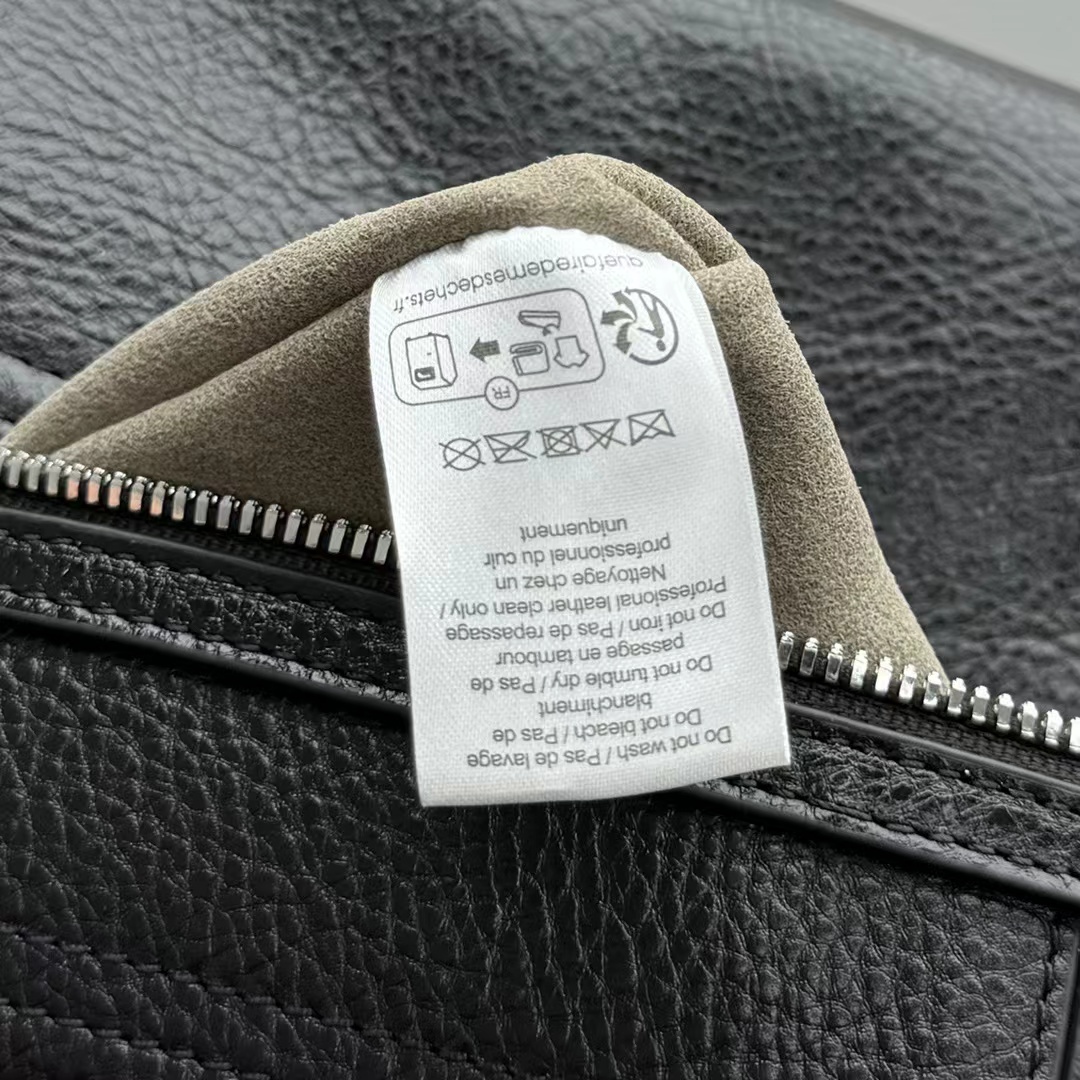 Do not wash / Pas de lavage
Do not bleach / Pas de
blanchiment
Do not tumble dry / Pas de
passage en tambour
Do not iron / Pas de repassage
Professional leather clean only /
Nettoyage chez un
professionnel du cuir
uniquement
FR
quefairedemesdechets.fr